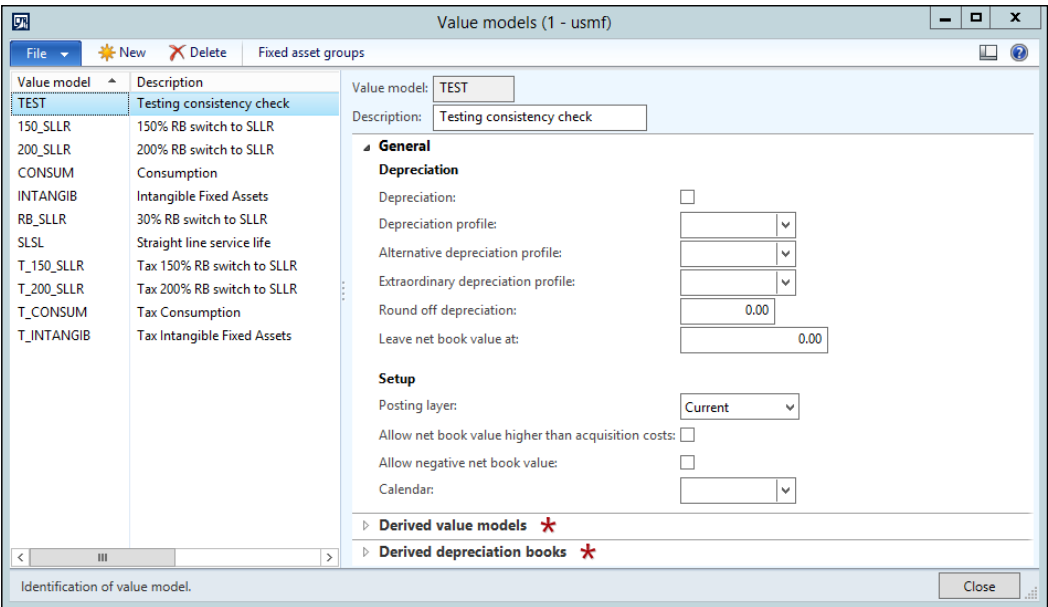 Value models (1 - usmf)
File New Delete Fixed asset groups
Value model Description
TEST Testing consistency check
150_SLLR 150% RB switch to SLLR
200_SLLR 200% RB switch to SLLR
CONSUM Consumption
INTANGIB Intangible Fixed Assets
RB_SLLR 30% RB switch to SLLR
SLSL Straight line service life
T_150_SLLR Tax 150% RB switch to SLLR
T_200_SLLR Tax 200% RB switch to SLLR
T_CONSUM Tax Consumption
T_INTANGIB Tax Intangible Fixed Assets
Value model: TEST
Description: Testing consistency check
General
Depreciation
Depreciation:
Depreciation profile:
Alternative depreciation profile:
Extraordinary depreciation profile:
Round off depreciation: 0.00
Leave net book value at: 0.00
Setup
Posting layer: Current
Allow net book value higher than acquisition costs:
Allow negative net book value:
Calendar:
Derived value models *
Derived depreciation books *
Identification of value model.
Close